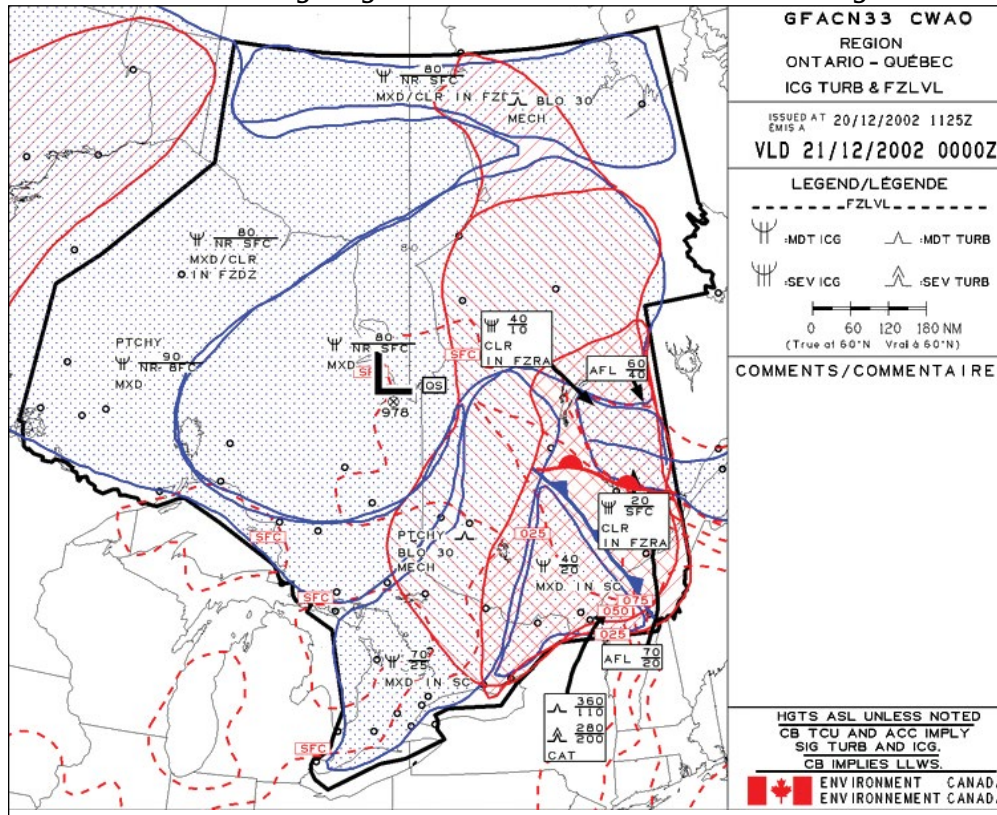 GFACN33 CWAO
REGION
ONTARIO - QUÉBEC
ICG TURB & FZLVL
ISSUED AT 20/12/2002 1125Z
ÉMIS A
VLD 21/12/2002 0000Z
LEGEND/LÉGENDE
FZLVL
:MDT ICG
:MDT TURB
:SEV ICG
:SEV TURB
0 60 120 180 NM
(True at 60°N Vrai à 60°N)
COMMENTS/COMMENTAIRE
80
NR SFC
MXD/CLR IN FZDZ
BLO 30
MECH
80
NR SFC
MXD/CLR
IN FZDZ
80
40
10
CLR
IN FZRA
PTCHY
90
NR SFC
MXD
80
NR SFC
MXD
SFC
AFL 60
40
QS
L
978
20
SFC
CLR
IN FZRA
025
SFC
PTCHY
BLO 30
MECH
40
20
MXD IN SC
SFC
075
050
025
70
25
MXD IN SC
AFL 70
20
360
110
280
200
CAT
SFC
HGTS ASL UNLESS NOTED
CB TCU AND ACC IMPLY
SIG TURB AND ICG.
CB IMPLIES LLWS.
ENVIRONMENT CANADA
ENVIRONNEMENT CANADA